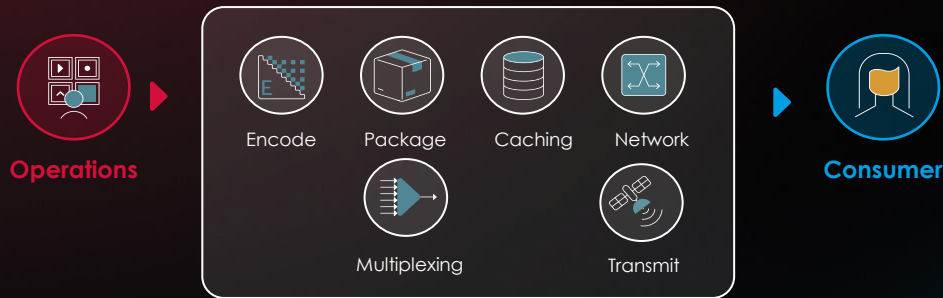 E
Encode
Package
Caching
Network
Operations
Consumer
Multiplexing
Transmit